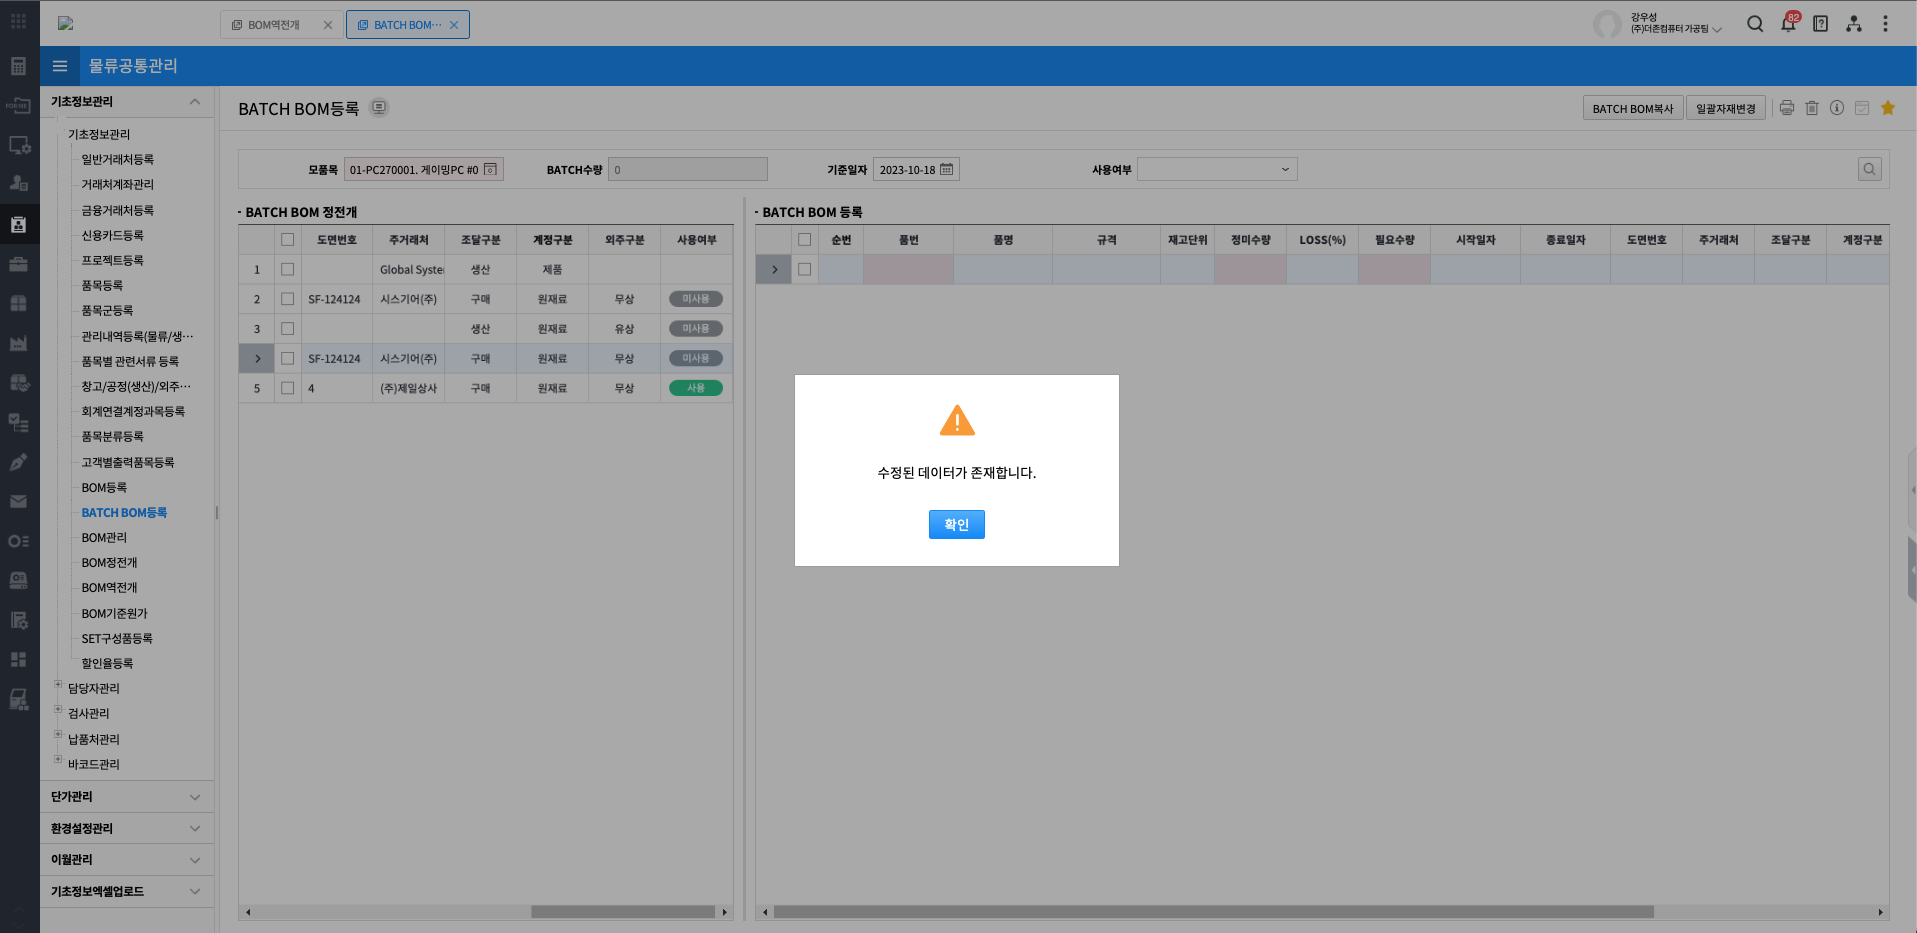 BOM역전개
BATCH BOM···
강우성
(주)더존컴퓨터 가공팀
82
물류공통관리
기초정보관리
기초정보관리
일반거래처등록
거래처계좌관리
금융거래처등록
신용카드등록
프로젝트등록
품목등록
품목군등록
관리내역등록(물류/생···
품목별 관련서류 등록
창고/공정(생산)/외주···
회계연결계정과목등록
품목분류등록
고객별출력품목등록
BOM등록
BATCH BOM등록
BOM관리
BOM정전개
BOM역전개
BOM기준원가
SET구성품등록
할인율등록
담당자관리
검사관리
납품처관리
바코드관리
단가관리
환경설정관리
이월관리
기초정보엑셀업로드
BATCH BOM등록
BATCH BOM복사
일괄자재변경
모품목 01-PC270001. 게이밍PC #0
BATCH수량 0
기준일자 2023-10-18
사용여부
- BATCH BOM 정전개
도면번호 주거래처 조달구분 계정구분 외주구분 사용여부
1 Global Syste 생산 제품
2 SF-124124 시스기어(주) 구매 원재료 무상 미사용
3 생산 원재료 유상 미사용
SF-124124 시스기어(주) 구매 원재료 무상 미사용
5 4 (주)제일상사 구매 원재료 무상 사용
- BATCH BOM 등록
순번 품번 품명 규격 재고단위 정미수량 LOSS(%) 필요수량 시작일자 종료일자 도면번호 주거래처 조달구분 계정구분
수정된 데이터가 존재합니다.
확인